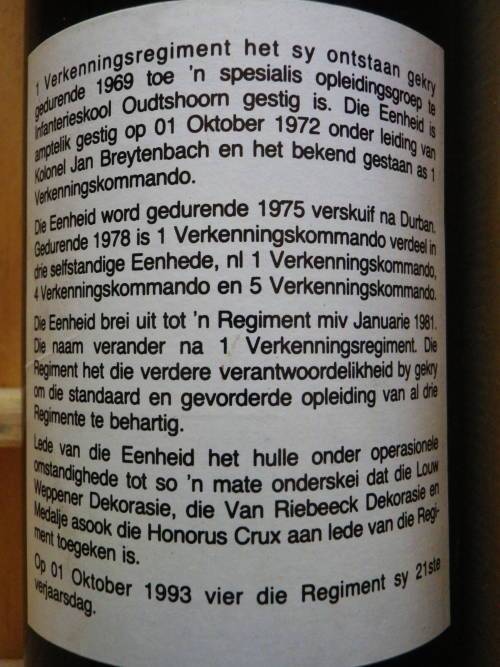 1 Verkenningsregiment het sy ontstaan gekry
gedurende 1969 toe 'n spesialis opleidingsgroep te
Infanterieskool Oudtshoorn gestig is. Die Eenheid is
amptelik gestig op 01 Oktober 1972 onder leiding van
Kolonel Jan Breytenbach en het bekend gestaan as 1
Verkenningskommando.
Die Eenheid word gedurende 1975 verskuif na Durban.
Gedurende 1978 is 1 Verkenningskommando verdeel in
drie selfstandige Eenhede, nl 1 Verkenningskommando,
4 Verkenningskommando en 5 Verkenningskommando.
Die Eenheid brei uit tot 'n Regiment miv Januarie 1981.
Die naam verander na 1 Verkenningsregiment. Die
Regiment het die verdere verantwoordelikheid by gekry
om die standaard en gevorderde opleiding van al drie
Regimente te behartig.
Lede van die Eenheid het hulle onder operasionele
omstandighede tot so 'n mate onderskei dat die Louw
Weppener Dekorasie, die Van Riebeeck Dekorasie en
Medalje asook die Honorus Crux aan lede van die Regi-
ment toegeken is.
Op 01 Oktober 1993 vier die Regiment sy 21ste
verjaarsdag.